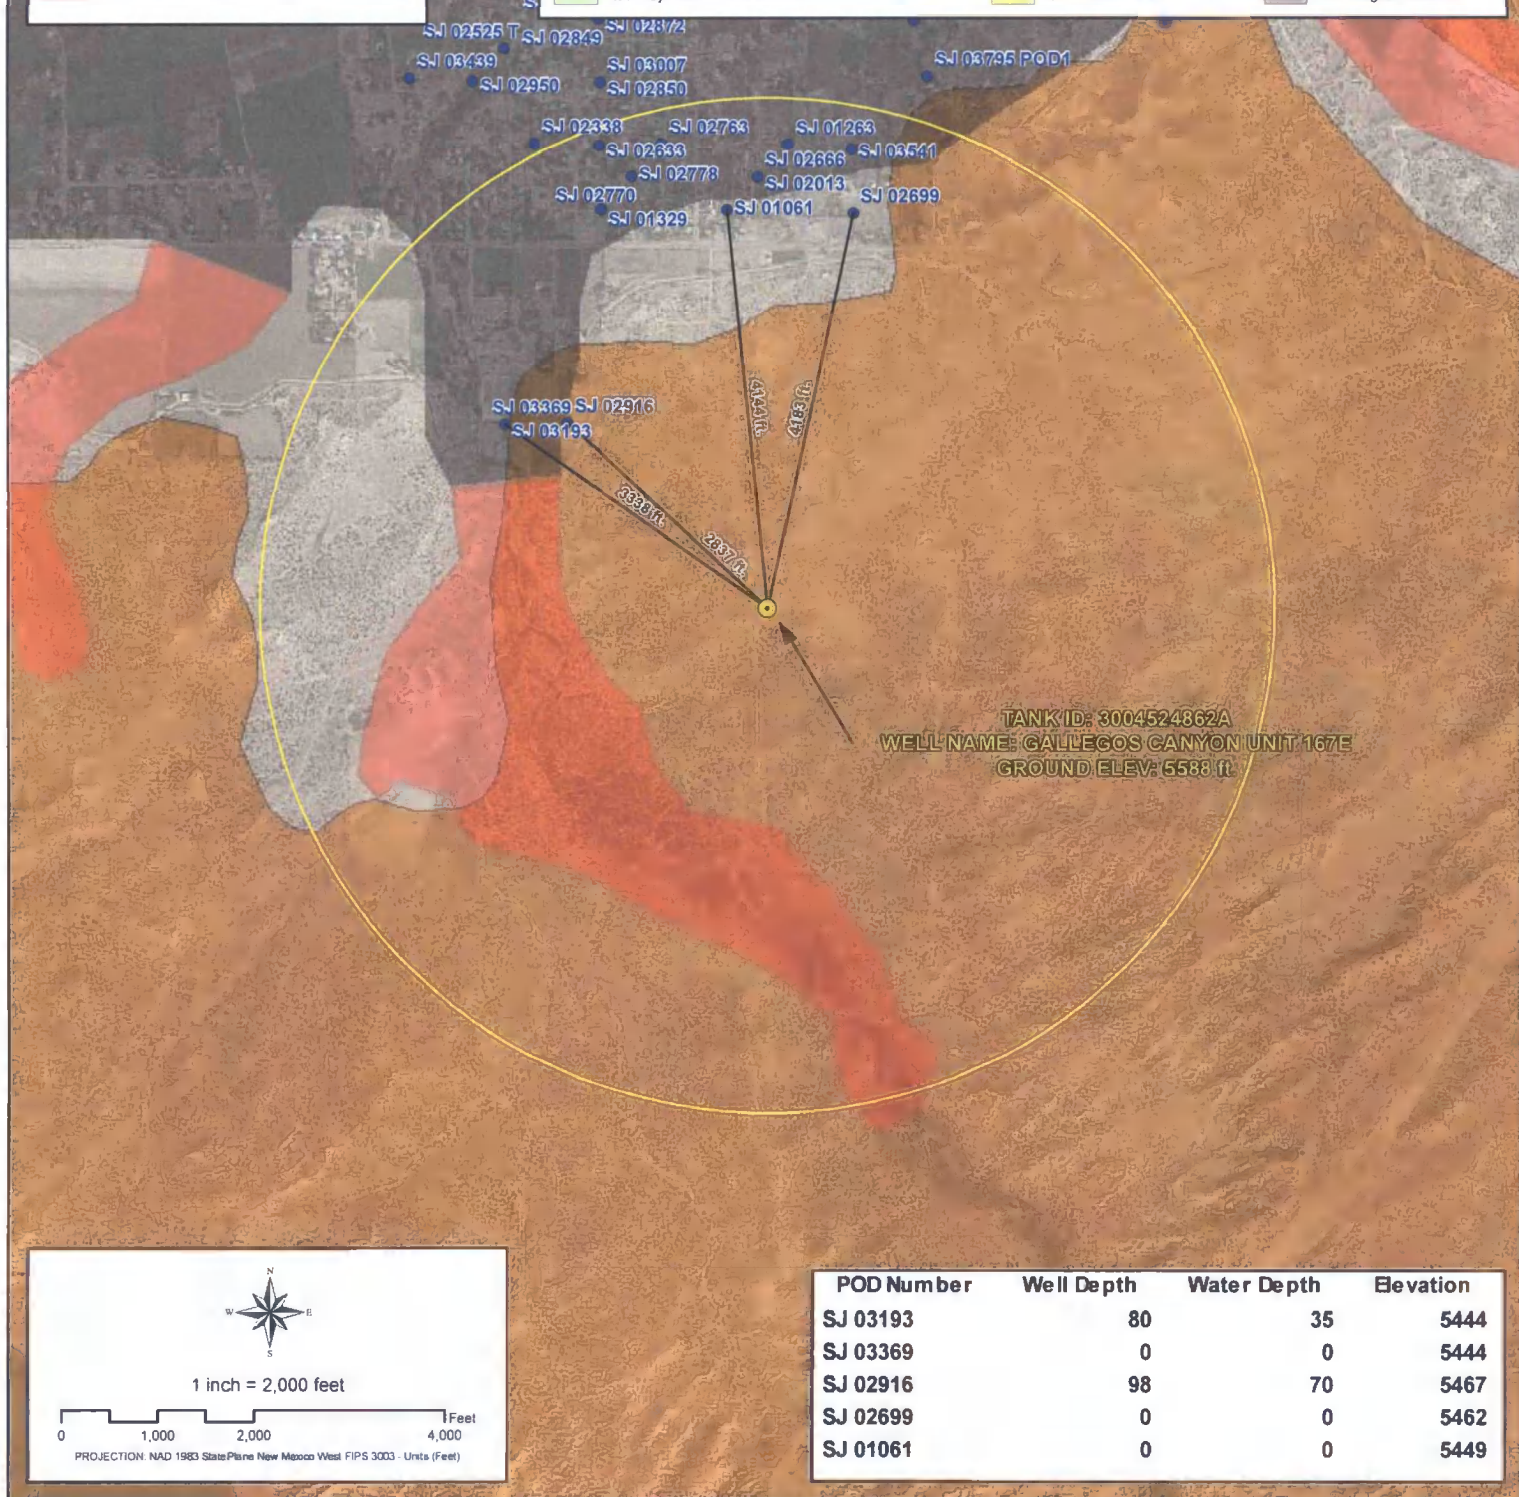 SJ 02872
SJ 02525 T
SJ 02849
SJ 03439
SJ 02950
SJ 03007
SJ 02850
SJ 03795 POD1
SJ 02338
SJ 02763
SJ 01263
SJ 02633
SJ 02666
SJ 03541
SJ 02778
SJ 02013
SJ 02770
SJ 01061
SJ 02699
SJ 01329
SJ 03369
SJ 02916
SJ 03193
4144 ft.
4183 ft.
3338 ft.
2837 ft.
TANK ID: 3004524862A
WELL NAME: GALLEGOS CANYON UNIT 167E
GROUND ELEV: 5588 ft
N
W E
S
1 inch = 2,000 feet
Feet
0 1,000 2,000 4,000
PROJECTION: NAD 1983 StatePlane New Mexico West FIPS 3003 - Units (Feet)
POD Number Well Depth Water Depth Elevation
SJ 03193 80 35 5444
SJ 03369 0 0 5444
SJ 02916 98 70 5467
SJ 02699 0 0 5462
SJ 01061 0 0 5449